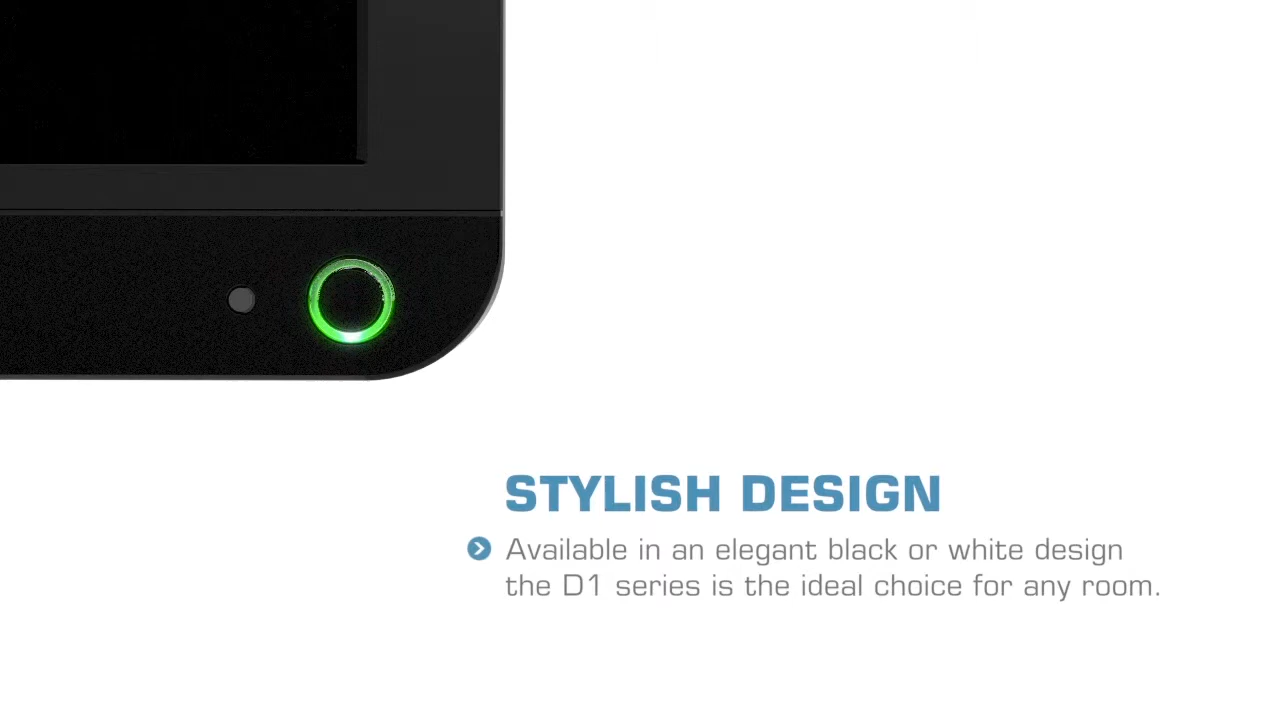 STYLISH DESIGN
Available in an elegant black or white design
the D1 series is the ideal choice for any room.